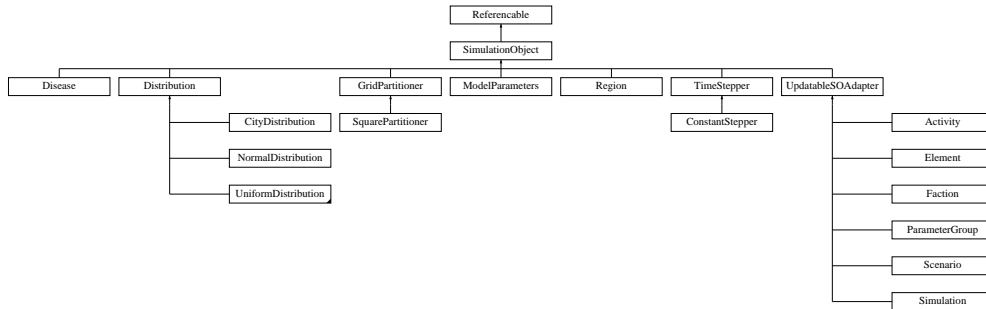 Referencable
SimulationObject
Disease Distribution GridPartitioner ModelParameters Region TimeStepper UpdatableSOAdapter
CityDistribution SquarePartitioner ConstantStepper Activity
NormalDistribution Element
UniformDistribution Faction
ParameterGroup
Scenario
Simulation